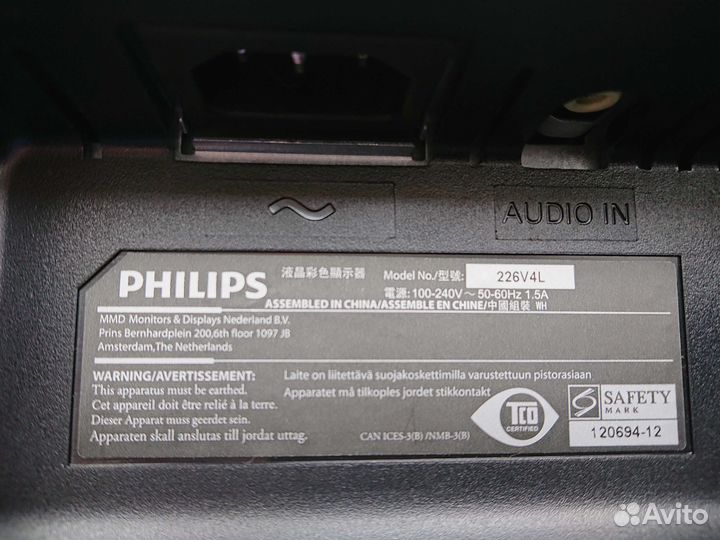 AUDIO IN
PHILIPS 液晶彩色顯示器 Model No./型號: 226V4L
電源: 100-240V～ 50-60Hz 1.5A
ASSEMBLED IN CHINA/ASSEMBLE EN CHINE/中國組裝 WH
MMD Monitors & Displays Nederland B.V.
Prins Bernhardplein 200,6th floor 1097 JB
Amsterdam,The Netherlands
WARNING/AVERTISSEMENT:
This apparatus must be earthed.
Cet appareil doit être relié à la terre.
Dieser Apparat muss geerdet sein.
Apparaten skall anslutas till jordat uttag.
Laite on liitettävä suojakoskettimilla varustettuun pistorasiaan
Apparatet må tilkoples jordet stikkontakt
CAN ICES-3(B) /NMB-3(B)
TCO
CERTIFIED
SAFETY
MARK
120694-12
Avito